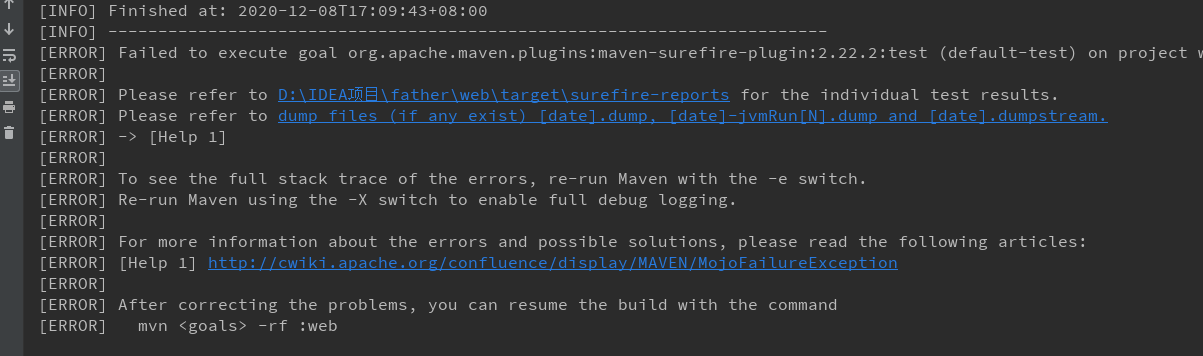 [INFO] Finished at: 2020-12-08T17:09:43+08:00
[INFO] ------------------------------------------------------------------------
[ERROR] Failed to execute goal org.apache.maven.plugins:maven-surefire-plugin:2.22.2:test (default-test) on project w
[ERROR]
[ERROR] Please refer to D:\IDEA项目\father\web\target\surefire-reports for the individual test results.
[ERROR] Please refer to dump files (if any exist) [date].dump, [date]-jvmRun[N].dump and [date].dumpstream.
[ERROR] -> [Help 1]
[ERROR]
[ERROR] To see the full stack trace of the errors, re-run Maven with the -e switch.
[ERROR] Re-run Maven using the -X switch to enable full debug logging.
[ERROR]
[ERROR] For more information about the errors and possible solutions, please read the following articles:
[ERROR] [Help 1] http://cwiki.apache.org/confluence/display/MAVEN/MojoFailureException
[ERROR]
[ERROR] After correcting the problems, you can resume the build with the command
[ERROR]   mvn <goals> -rf :web